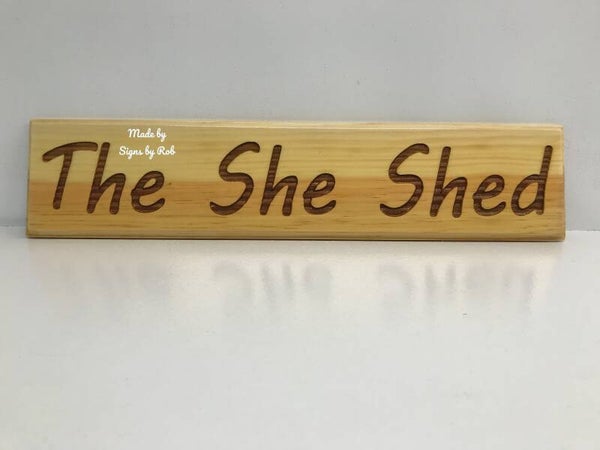 Made by
Signs by Rob
The She Shed